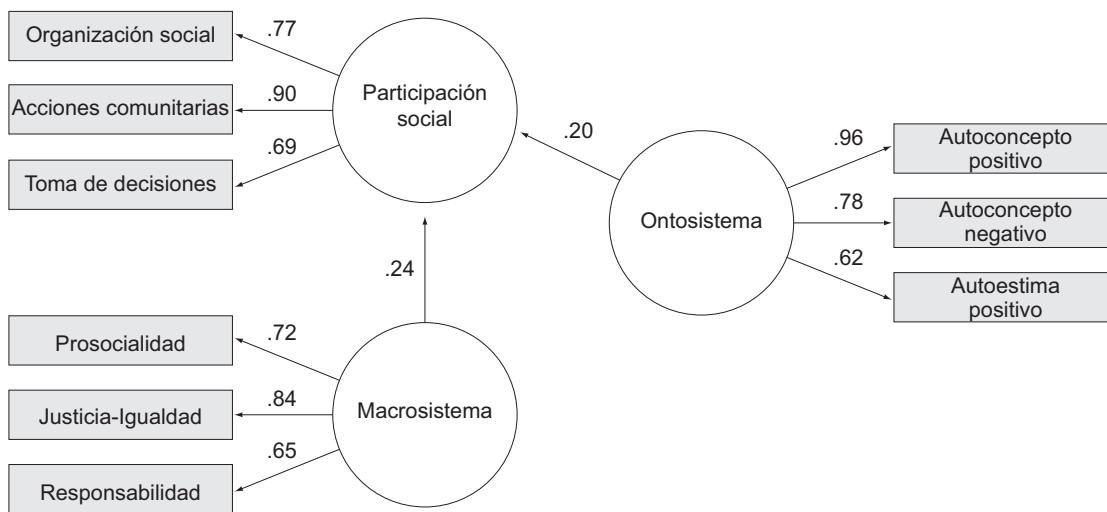 Organización social
.77
Acciones comunitarias
.90
Toma de decisiones
.69
Participación
social
.20
Ontosistema
.96
Autoconcepto
positivo
.78
Autoconcepto
negativo
.62
Autoestima
positivo
.24
Prosocialidad
.72
Justicia-Igualdad
.84
Responsabilidad
.65
Macrosistema